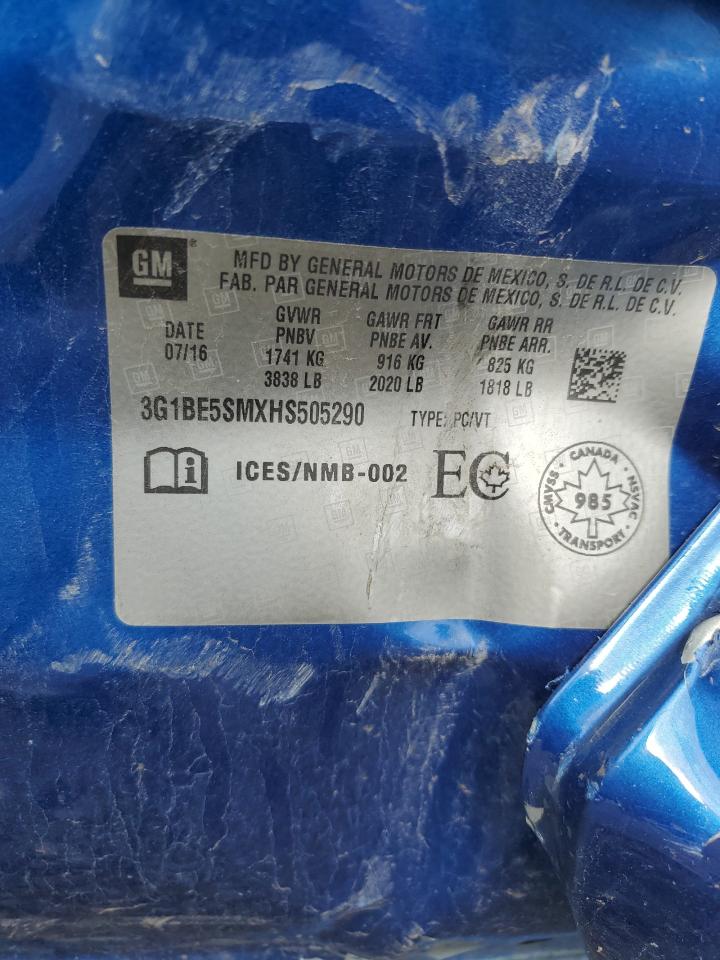 GM
MFD BY GENERAL MOTORS DE MEXICO, S. DE R.L. DE C.V.
FAB. PAR GENERAL MOTORS DE MEXICO, S. DE R.L. DE C.V.
DATE GVWR GAWR FRT GAWR RR
07/16 PNBV PNBE AV. PNBE ARR.
1741 KG 916 KG 825 KG
3838 LB 2020 LB 1818 LB
3G1BE5SMXHS505290 TYPE: PC/VT
ICES/NMB-002 EC
CANADA
CMVSS 985 NSVAC
TRANSPORT